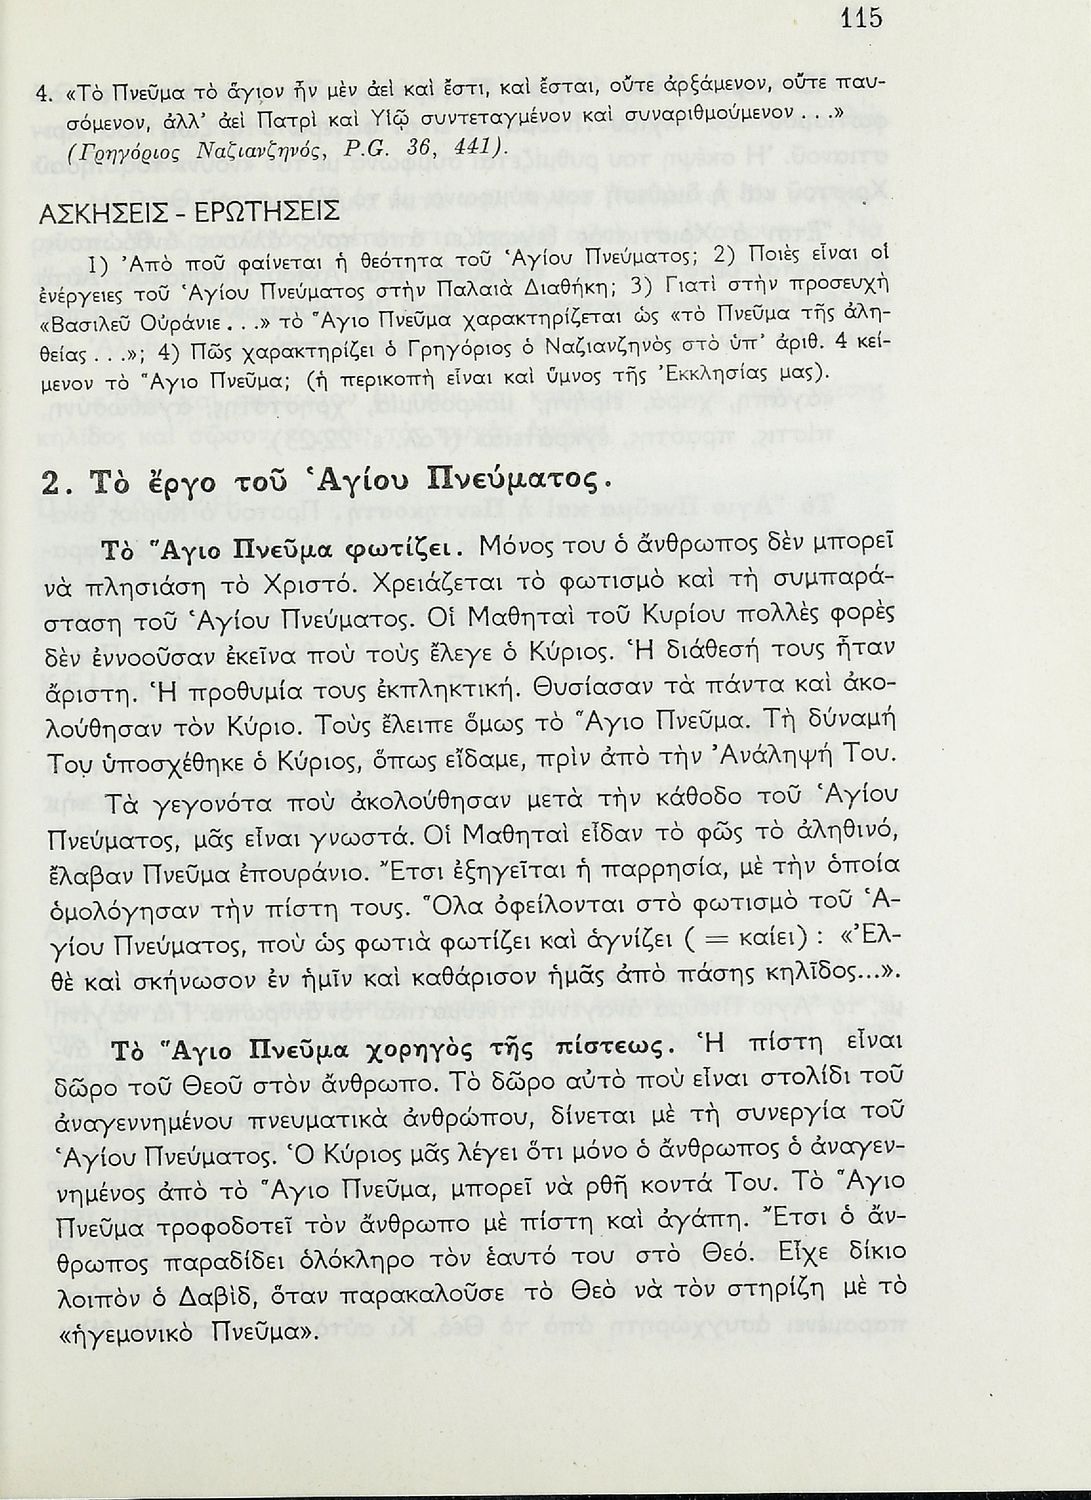 115
4. «Τὸ Πνεῦμα τὸ ἅγιον ἦν μὲν ἀεὶ καὶ ἔστι, καὶ ἔσται, οὔτε ἀρξάμενον, οὔτε παυ-
σόμενον, ἀλλ' ἀεὶ Πατρὶ καὶ Υἱῷ συντεταγμένον καὶ συναριθμούμενον . . .»
(Γρηγόριος Ναζιανζηνός, P.G. 36, 441).
ΑΣΚΗΣΕΙΣ - ΕΡΩΤΗΣΕΙΣ
1) Ἀπὸ ποῦ φαίνεται ἡ θεότητα τοῦ Ἁγίου Πνεύματος; 2) Ποιὲς εἶναι οἱ
ἐνέργειες τοῦ Ἁγίου Πνεύματος στὴν Παλαιὰ Διαθήκη; 3) Γιατὶ στὴν προσευχὴ
«Βασιλεῦ Οὐράνιε . . .» τὸ Ἅγιο Πνεῦμα χαρακτηρίζεται ὡς «τὸ Πνεῦμα τῆς ἀλη-
θείας . . .»; 4) Πῶς χαρακτηρίζει ὁ Γρηγόριος ὁ Ναζιανζηνὸς στὸ ὑπ' ἀριθ. 4 κεί-
μενον τὸ Ἅγιο Πνεῦμα; (ἡ περικοπὴ εἶναι καὶ ὕμνος τῆς Ἐκκλησίας μας).
2. Τὸ ἔργο τοῦ Ἁγίου Πνεύματος.
Τὸ Ἅγιο Πνεῦμα φωτίζει. Μόνος του ὁ ἄνθρωπος δὲν μπορεῖ
νὰ πλησιάση τὸ Χριστό. Χρειάζεται τὸ φωτισμὸ καὶ τὴ συμπαρά-
σταση τοῦ Ἁγίου Πνεύματος. Οἱ Μαθηταὶ τοῦ Κυρίου πολλὲς φορὲς
δὲν ἐννοοῦσαν ἐκεῖνα ποὺ τοὺς ἔλεγε ὁ Κύριος. Ἡ διάθεσή τους ἦταν
ἄριστη. Ἡ προθυμία τους ἐκπληκτική. Θυσίασαν τὰ πάντα καὶ ἀκο-
λούθησαν τὸν Κύριο. Τοὺς ἔλειπε ὅμως τὸ Ἅγιο Πνεῦμα. Τὴ δύναμή
Του ὑποσχέθηκε ὁ Κύριος, ὅπως εἴδαμε, πρὶν ἀπὸ τὴν Ἀνάληψή Του.
Τὰ γεγονότα ποὺ ἀκολούθησαν μετὰ τὴν κάθοδο τοῦ Ἁγίου
Πνεύματος, μᾶς εἶναι γνωστά. Οἱ Μαθηταὶ εἶδαν τὸ φῶς τὸ ἀληθινό,
ἔλαβαν Πνεῦμα ἐπουράνιο. Ἔτσι ἐξηγεῖται ἡ παρρησία, μὲ τὴν ὁποία
ὁμολόγησαν τὴν πίστη τους. Ὅλα ὀφείλονται στὸ φωτισμὸ τοῦ Ἁ-
γίου Πνεύματος, ποὺ ὡς φωτιὰ φωτίζει καὶ ἁγνίζει ( = καίει) : «Ἐλ-
θὲ καὶ σκήνωσον ἐν ἡμῖν καὶ καθάρισον ἡμᾶς ἀπὸ πάσης κηλῖδος...».
Τὸ Ἅγιο Πνεῦμα χορηγὸς τῆς πίστεως. Ἡ πίστη εἶναι
δῶρο τοῦ Θεοῦ στὸν ἄνθρωπο. Τὸ δῶρο αὐτὸ ποὺ εἶναι στολίδι τοῦ
ἀναγεννημένου πνευματικὰ ἀνθρώπου, δίνεται μὲ τὴ συνεργία τοῦ
Ἁγίου Πνεύματος. Ὁ Κύριος μᾶς λέγει ὅτι μόνο ὁ ἄνθρωπος ὁ ἀναγεν-
νημένος ἀπὸ τὸ Ἅγιο Πνεῦμα, μπορεῖ νὰ ρθῆ κοντά Του. Τὸ Ἅγιο
Πνεῦμα τροφοδοτεῖ τὸν ἄνθρωπο μὲ πίστη καὶ ἀγάπη. Ἔτσι ὁ ἄν-
θρωπος παραδίδει ὁλόκληρο τὸν ἑαυτό του στὸ Θεό. Εἶχε δίκιο
λοιπὸν ὁ Δαβὶδ, ὅταν παρακαλοῦσε τὸ Θεὸ νὰ τὸν στηρίζη μὲ τὸ
«ἡγεμονικὸ Πνεῦμα».